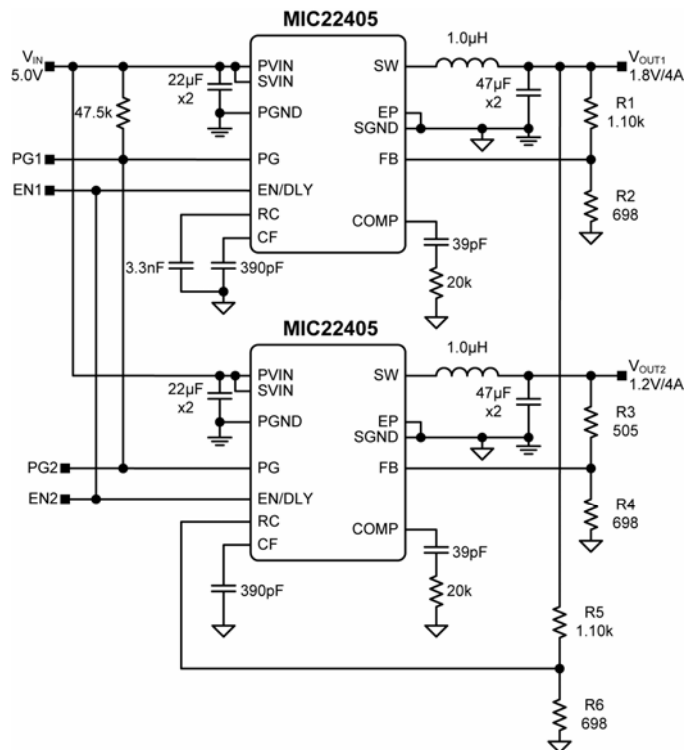 MIC22405
VIN
5.0V
PVIN
SVIN
SW
1.0µH
VOUT1
1.8V/4A
22µF
x2
47µF
x2
47.5k
PGND
EP
SGND
R1
1.10k
PG1
PG
FB
EN1
EN/DLY
R2
698
RC
COMP
CF
3.3nF
390pF
39pF
20k
MIC22405
PVIN
SVIN
SW
1.0µH
VOUT2
1.2V/4A
22µF
x2
47µF
x2
PGND
EP
SGND
R3
505
PG2
PG
FB
EN2
EN/DLY
R4
698
RC
COMP
CF
390pF
39pF
20k
R5
1.10k
R6
698